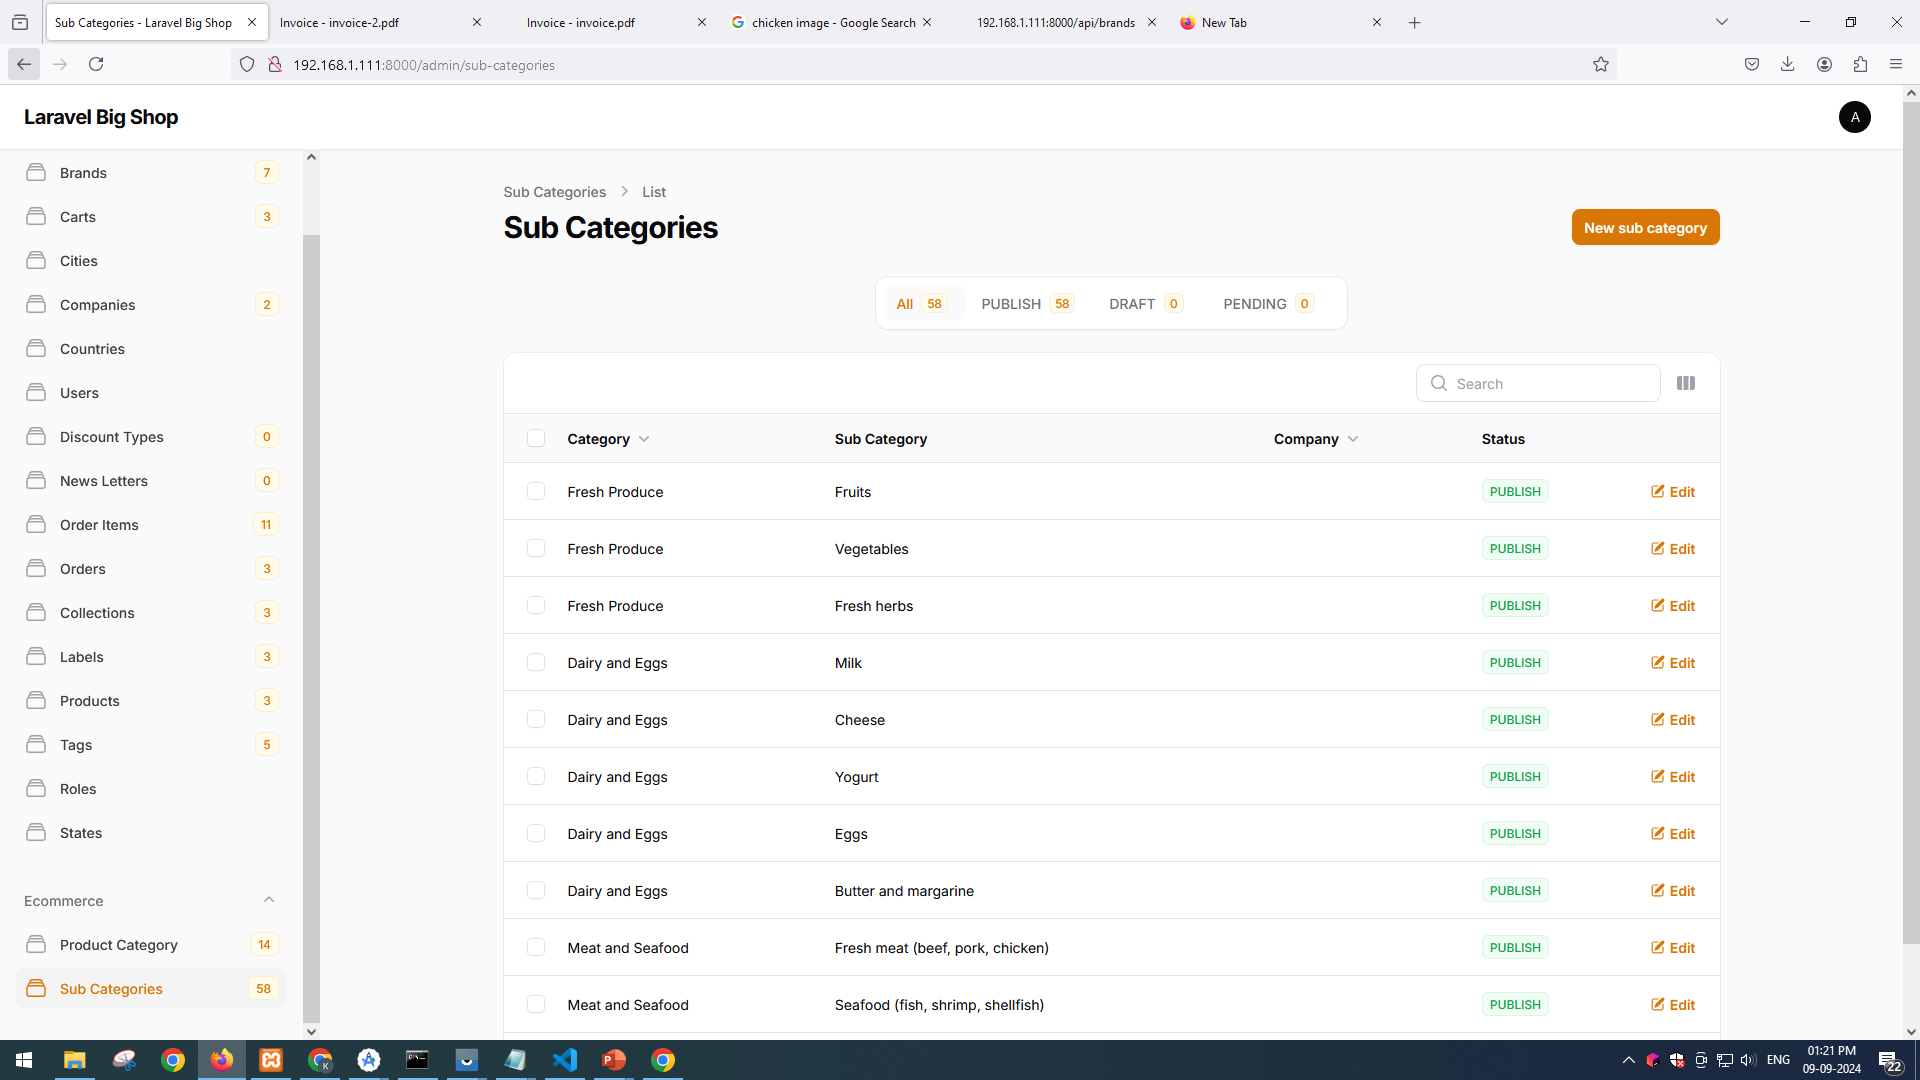 Sub Categories - Laravel Big Shop
Invoice - invoice-2.pdf
Invoice - invoice.pdf
chicken image - Google Search
192.168.1.111:8000/api/brands
New Tab
192.168.1.111:8000/admin/sub-categories
Laravel Big Shop
A
Brands 7
Carts 3
Cities
Companies 2
Countries
Users
Discount Types 0
News Letters 0
Order Items 11
Orders 3
Collections 3
Labels 3
Products 3
Tags 5
Roles
States
Ecommerce
Product Category 14
Sub Categories 58
Sub Categories > List
Sub Categories
New sub category
All 58 PUBLISH 58 DRAFT 0 PENDING 0
Search
Category Sub Category Company Status
Fresh Produce Fruits PUBLISH Edit
Fresh Produce Vegetables PUBLISH Edit
Fresh Produce Fresh herbs PUBLISH Edit
Dairy and Eggs Milk PUBLISH Edit
Dairy and Eggs Cheese PUBLISH Edit
Dairy and Eggs Yogurt PUBLISH Edit
Dairy and Eggs Eggs PUBLISH Edit
Dairy and Eggs Butter and margarine PUBLISH Edit
Meat and Seafood Fresh meat (beef, pork, chicken) PUBLISH Edit
Meat and Seafood Seafood (fish, shrimp, shellfish) PUBLISH Edit
ENG
01:21 PM
09-09-2024
22